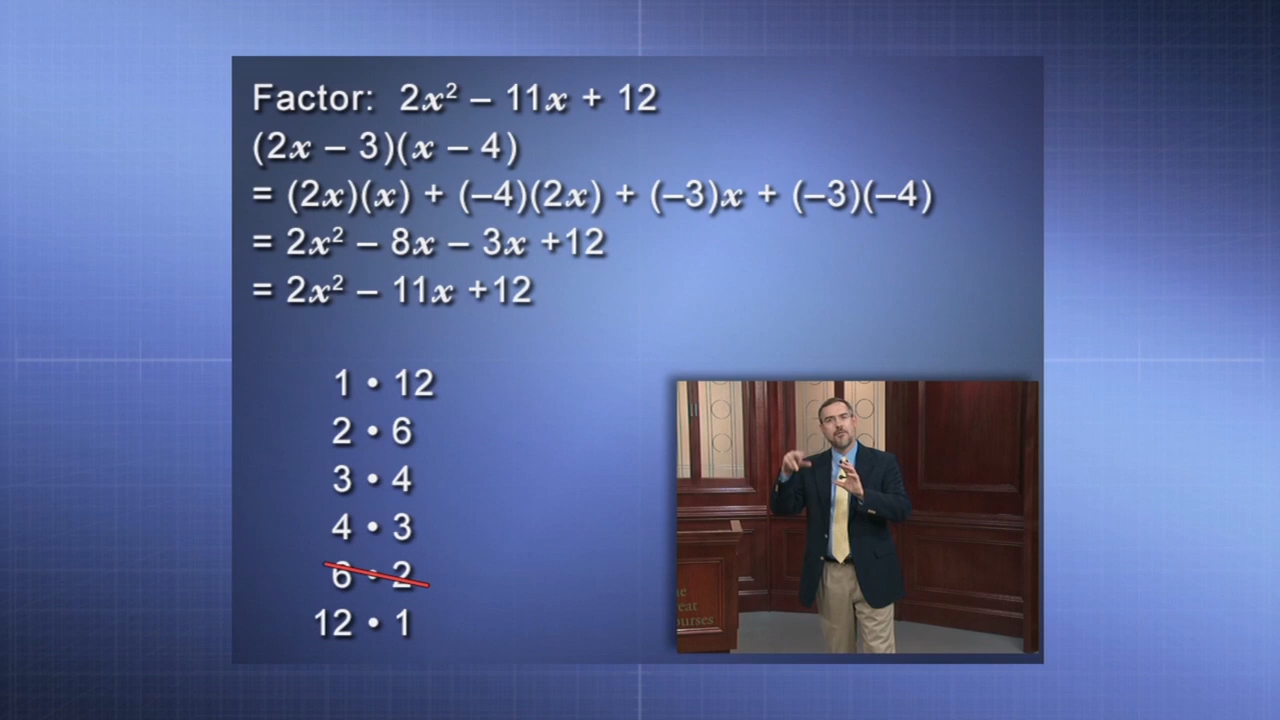 Factor: 2x² – 11x + 12
(2x – 3)(x – 4)
= (2x)(x) + (–4)(2x) + (–3)x + (–3)(–4)
= 2x² – 8x – 3x +12
= 2x² – 11x +12
1 • 12
2 • 6
3 • 4
4 • 3
6 • 2
12 • 1